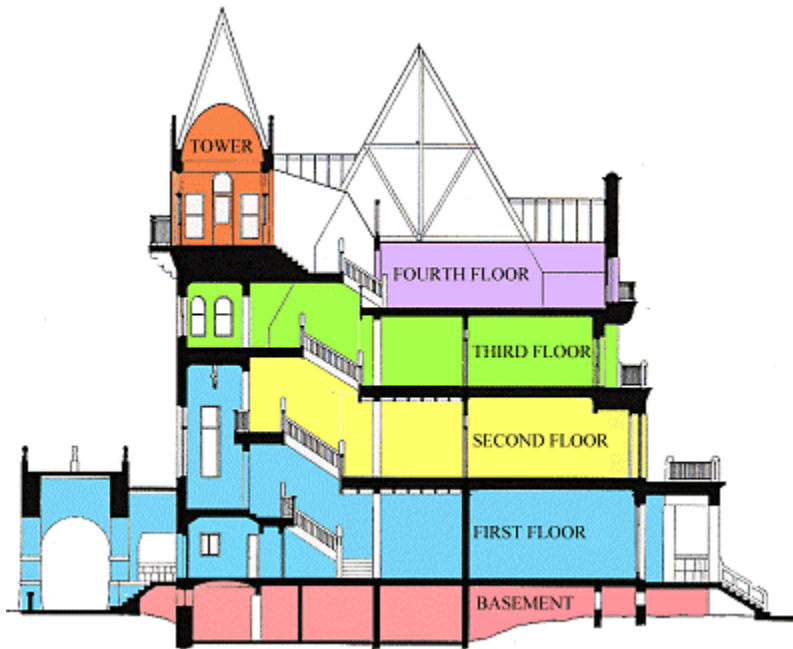 TOWER
FOURTH FLOOR
THIRD FLOOR
SECOND FLOOR
FIRST FLOOR
BASEMENT